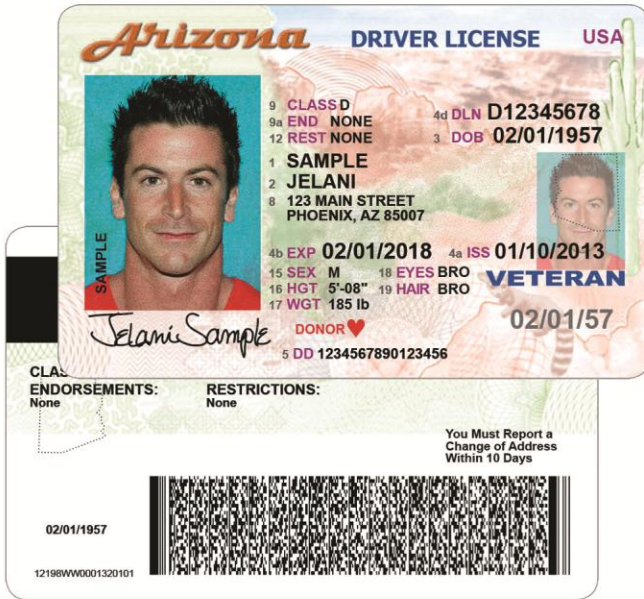 Arizona DRIVER LICENSE USA
9 CLASS D
9a END NONE
12 REST NONE
4d DLN D12345678
3 DOB 02/01/1957
1 SAMPLE
2 JELANI
8 123 MAIN STREET
PHOENIX, AZ 85007
4b EXP 02/01/2018 4a ISS 01/10/2013
15 SEX M 18 EYES BRO
16 HGT 5'-08" 19 HAIR BRO
17 WGT 185 lb
VETERAN
DONOR
02/01/57
5 DD 1234567890123456
SAMPLE
Jelani Sample
CLAS
ENDORSEMENTS: RESTRICTIONS:
None None
You Must Report a
Change of Address
Within 10 Days
02/01/1957
12198WW0001320101